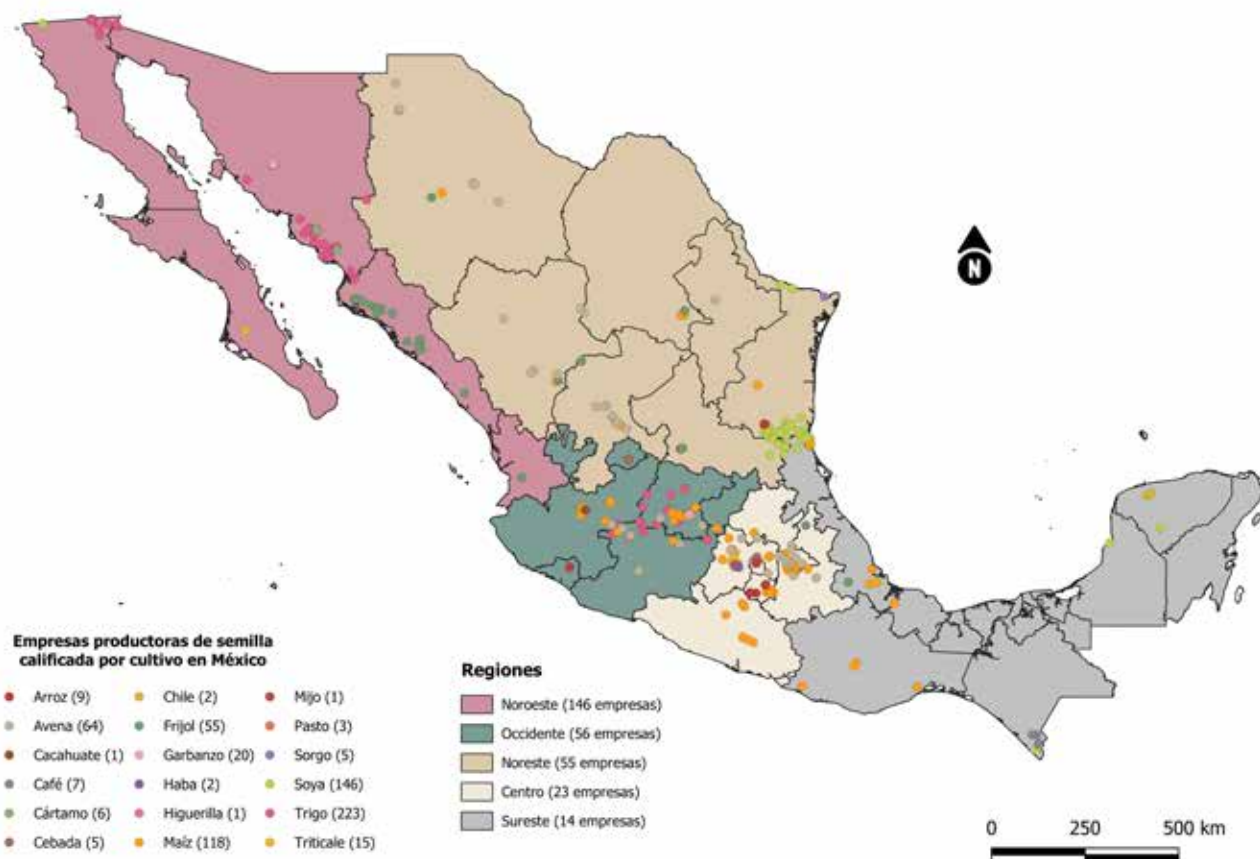 N
Empresas productoras de semilla
calificada por cultivo en México
Arroz (9)
Avena (64)
Cacahuate (1)
Café (7)
Cártamo (6)
Cebada (5)
Chile (2)
Frijol (55)
Garbanzo (20)
Haba (2)
Higuerilla (1)
Maíz (118)
Mijo (1)
Pasto (3)
Sorgo (5)
Soya (146)
Trigo (223)
Triticale (15)
Regiones
Noroeste (146 empresas)
Occidente (56 empresas)
Noreste (55 empresas)
Centro (23 empresas)
Sureste (14 empresas)
0 250 500 km